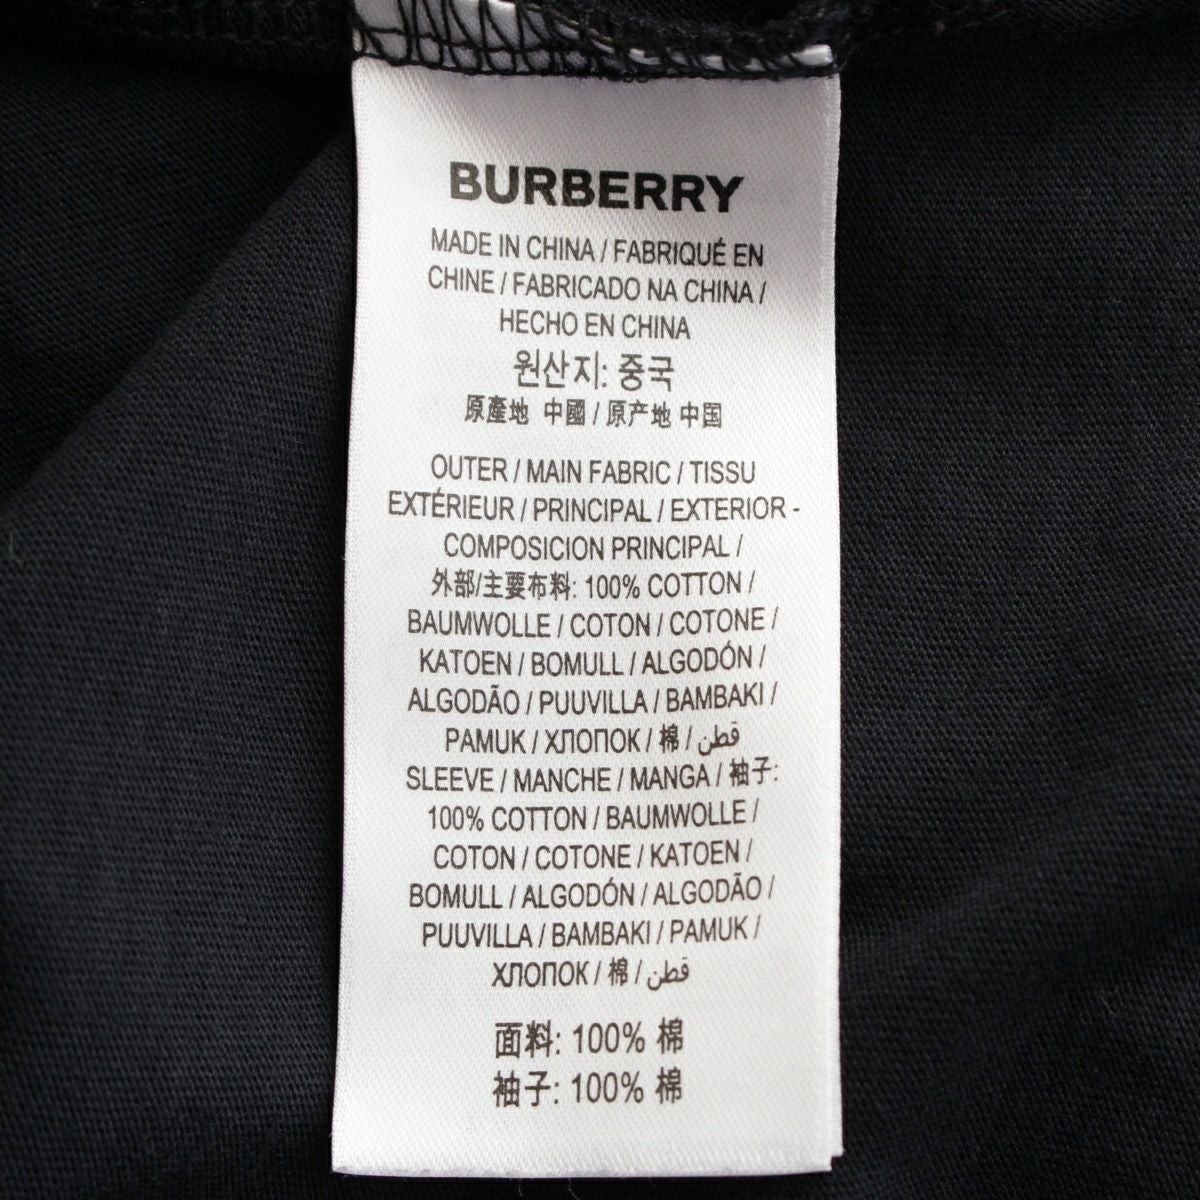 BURBERRY
MADE IN CHINA / FABRIQUÉ EN
CHINE / FABRICADO NA CHINA /
HECHO EN CHINA
원산지: 중국
原產地 中國 / 原产地 中国
OUTER / MAIN FABRIC / TISSU
EXTÉRIEUR / PRINCIPAL / EXTERIOR -
COMPOSICION PRINCIPAL /
外部/主要布料: 100% COTTON /
BAUMWOLLE / COTON / COTONE /
KATOEN / BOMULL / ALGODÓN /
ALGODÃO / PUUVILLA / BAMBAKI /
PAMUK / ХЛОПОК / 棉 / قطن
SLEEVE / MANCHE / MANGA / 袖子:
100% COTTON / BAUMWOLLE /
COTON / COTONE / KATOEN /
BOMULL / ALGODÓN / ALGODÃO /
PUUVILLA / BAMBAKI / PAMUK /
ХЛОПОК / 棉 / قطن
面料: 100% 棉
袖子: 100% 棉